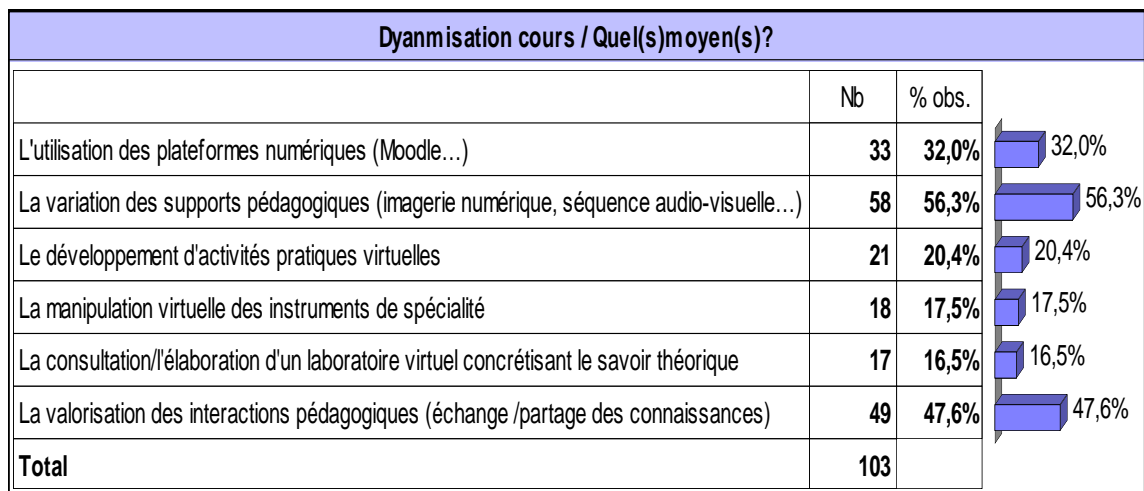 Dyanmisation cours / Quel(s)moyen(s)?
Nb % obs.
L'utilisation des plateformes numériques (Moodle…) 33 32,0% 32,0%
La variation des supports pédagogiques (imagerie numérique, séquence audio-visuelle…) 58 56,3% 56,3%
Le développement d'activités pratiques virtuelles 21 20,4% 20,4%
La manipulation virtuelle des instruments de spécialité 18 17,5% 17,5%
La consultation/l'élaboration d'un laboratoire virtuel concrétisant le savoir théorique 17 16,5% 16,5%
La valorisation des interactions pédagogiques (échange /partage des connaissances) 49 47,6% 47,6%
Total 103